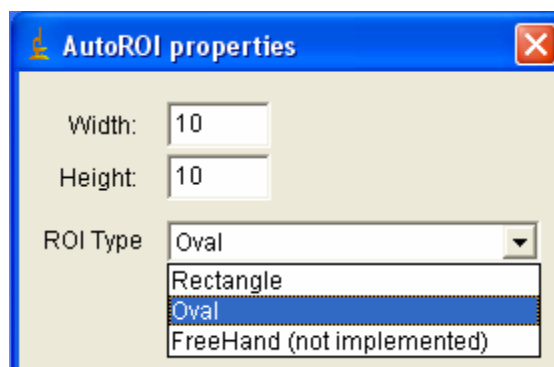 AutoROI properties
Width: 10
Height: 10
ROI Type Oval
Rectangle
Oval
FreeHand (not implemented)